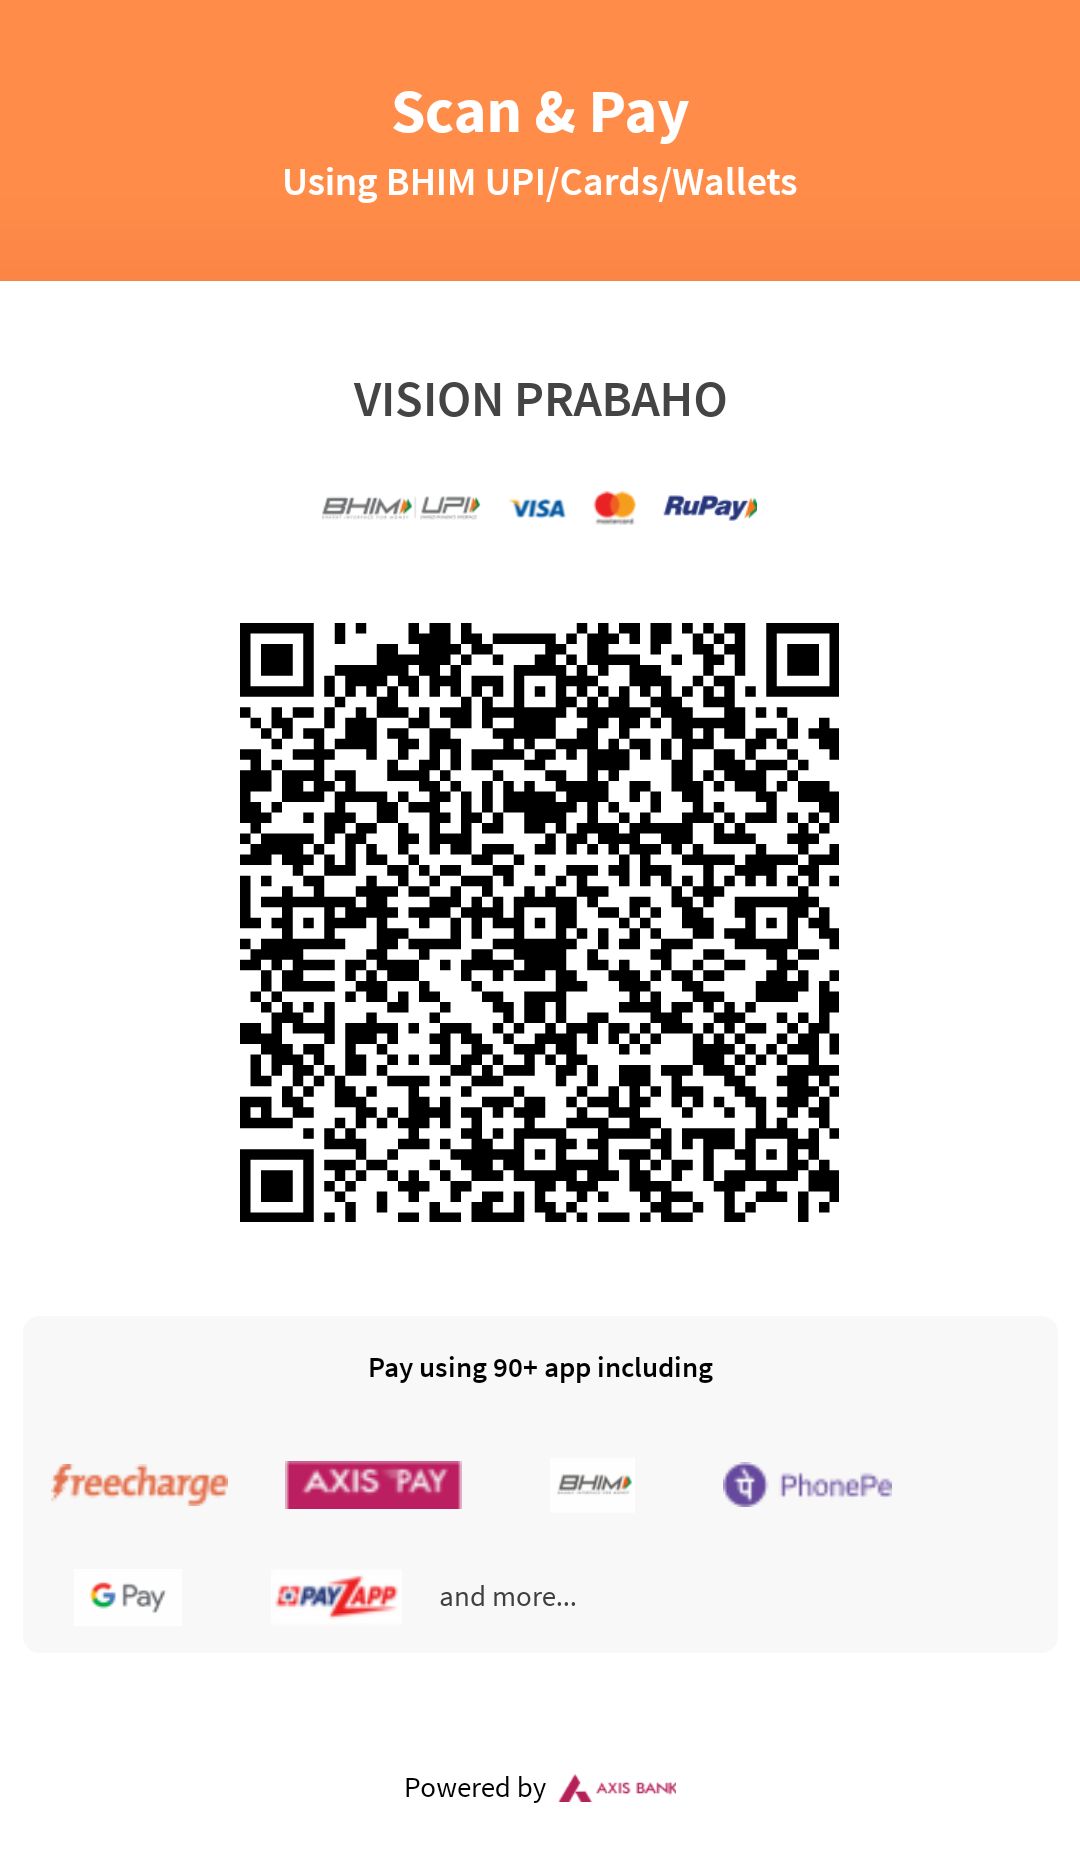 Scan & Pay
Using BHIM UPI/Cards/Wallets
VISION PRABAHO
BHIM UPI VISA mastercard RuPay
Pay using 90+ app including
freecharge AXIS PAY BHIM पे PhonePe
G Pay PAYZAPP and more...
Powered by AXIS BANK